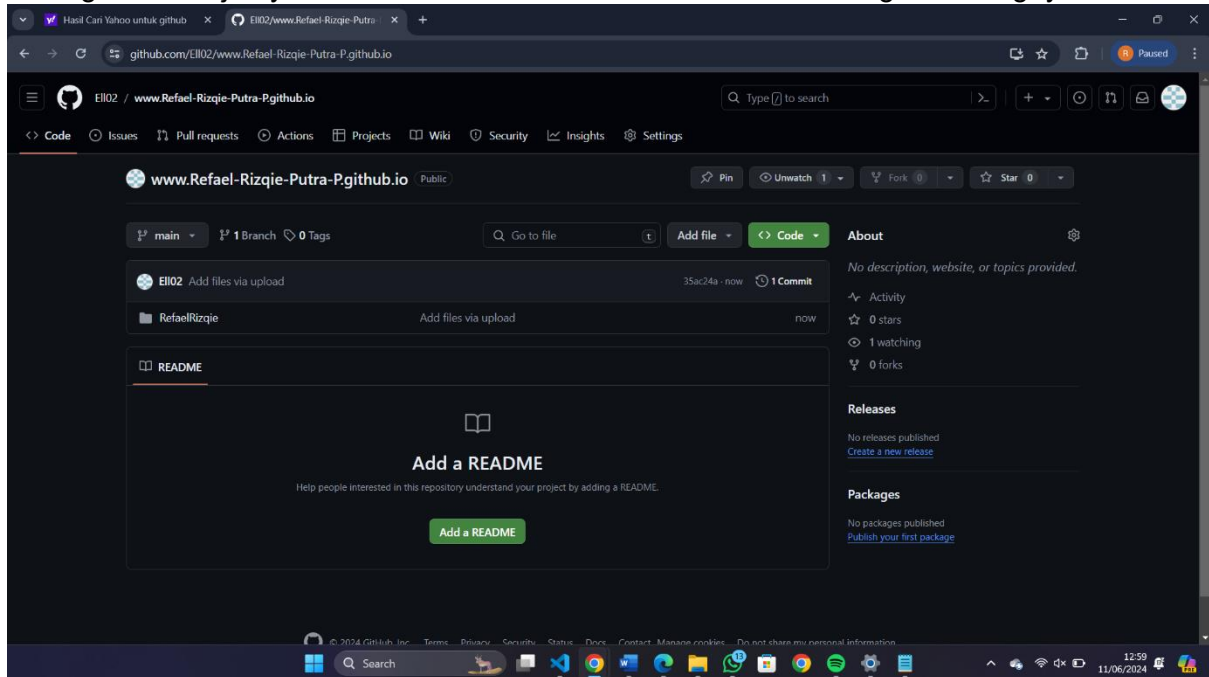 Hasil Cari Yahoo untuk github
Ell02/www.Refael-Rizqie-Putra-
github.com/Ell02/www.Refael-Rizqie-Putra-P.github.io
Paused
Ell02 / www.Refael-Rizqie-Putra-P.github.io
Type / to search
Code Issues Pull requests Actions Projects Wiki Security Insights Settings
www.Refael-Rizqie-Putra-P.github.io Public
Pin Unwatch 1 Fork 0 Star 0
main 1 Branch 0 Tags
Go to file t
Add file Code
About
No description, website, or topics provided.
Ell02 Add files via upload 35ac24a · now 1 Commit
Activity
RefaelRizqie Add files via upload now
0 stars
1 watching
README
0 forks
Releases
Add a README
No releases published
Create a new release
Help people interested in this repository understand your project by adding a README.
Packages
Add a README
No packages published
Publish your first package
© 2024 GitHub, Inc. Terms Privacy Security Status Docs Contact Manage cookies Do not share my personal information
Search
13
12:59
11/06/2024